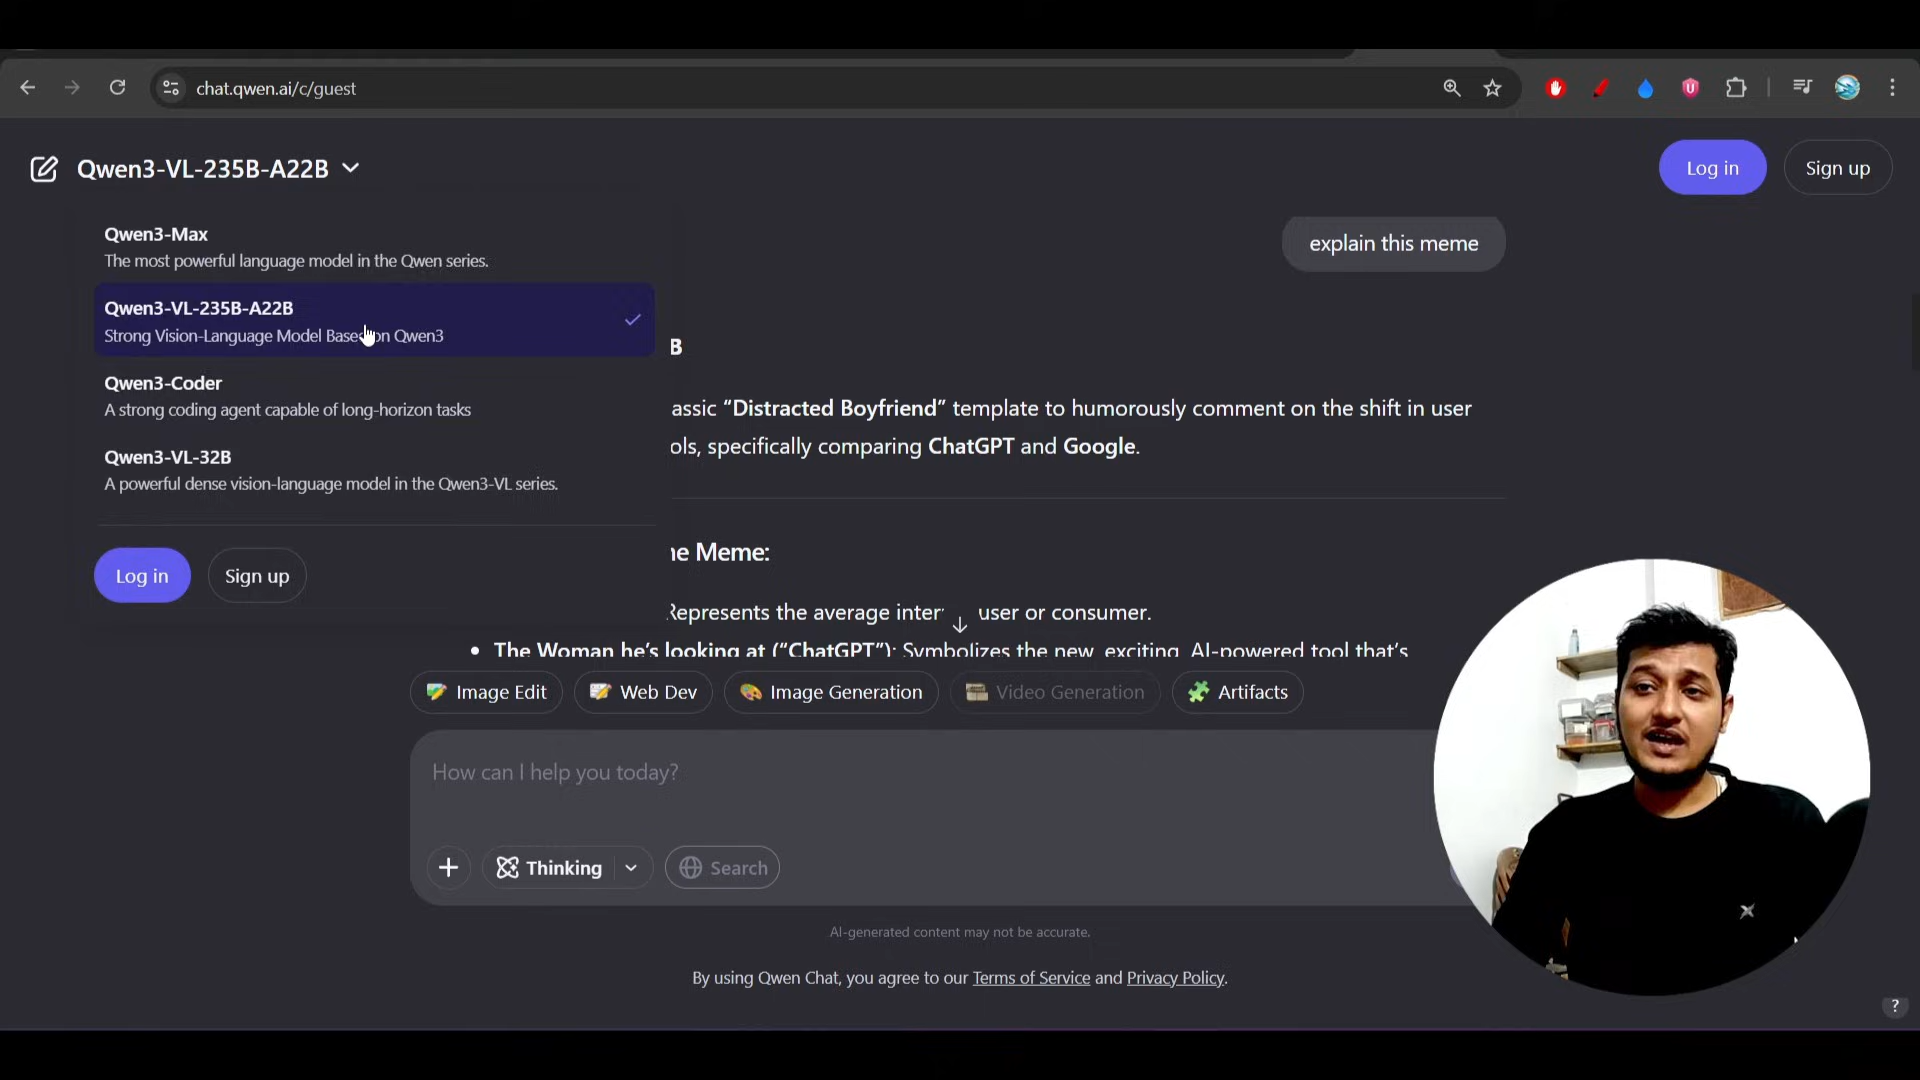 chat.qwen.ai/c/guest
Qwen3-VL-235B-A22B
Log in
Sign up
Qwen3-Max
The most powerful language model in the Qwen series.
Qwen3-VL-235B-A22B
Strong Vision-Language Model Based on Qwen3
Qwen3-Coder
A strong coding agent capable of long-horizon tasks
Qwen3-VL-32B
A powerful dense vision-language model in the Qwen3-VL series.
Log in
Sign up
explain this meme
B
assic “Distracted Boyfriend” template to humorously comment on the shift in user
ols, specifically comparing ChatGPT and Google.
he Meme:
Represents the average inter user or consumer.
• The Woman he's looking at (“ChatGPT”): Symbolizes the new, exciting, AI-powered tool that's
Image Edit
Web Dev
Image Generation
Video Generation
Artifacts
How can I help you today?
Thinking
Search
AI-generated content may not be accurate.
By using Qwen Chat, you agree to our Terms of Service and Privacy Policy.
?